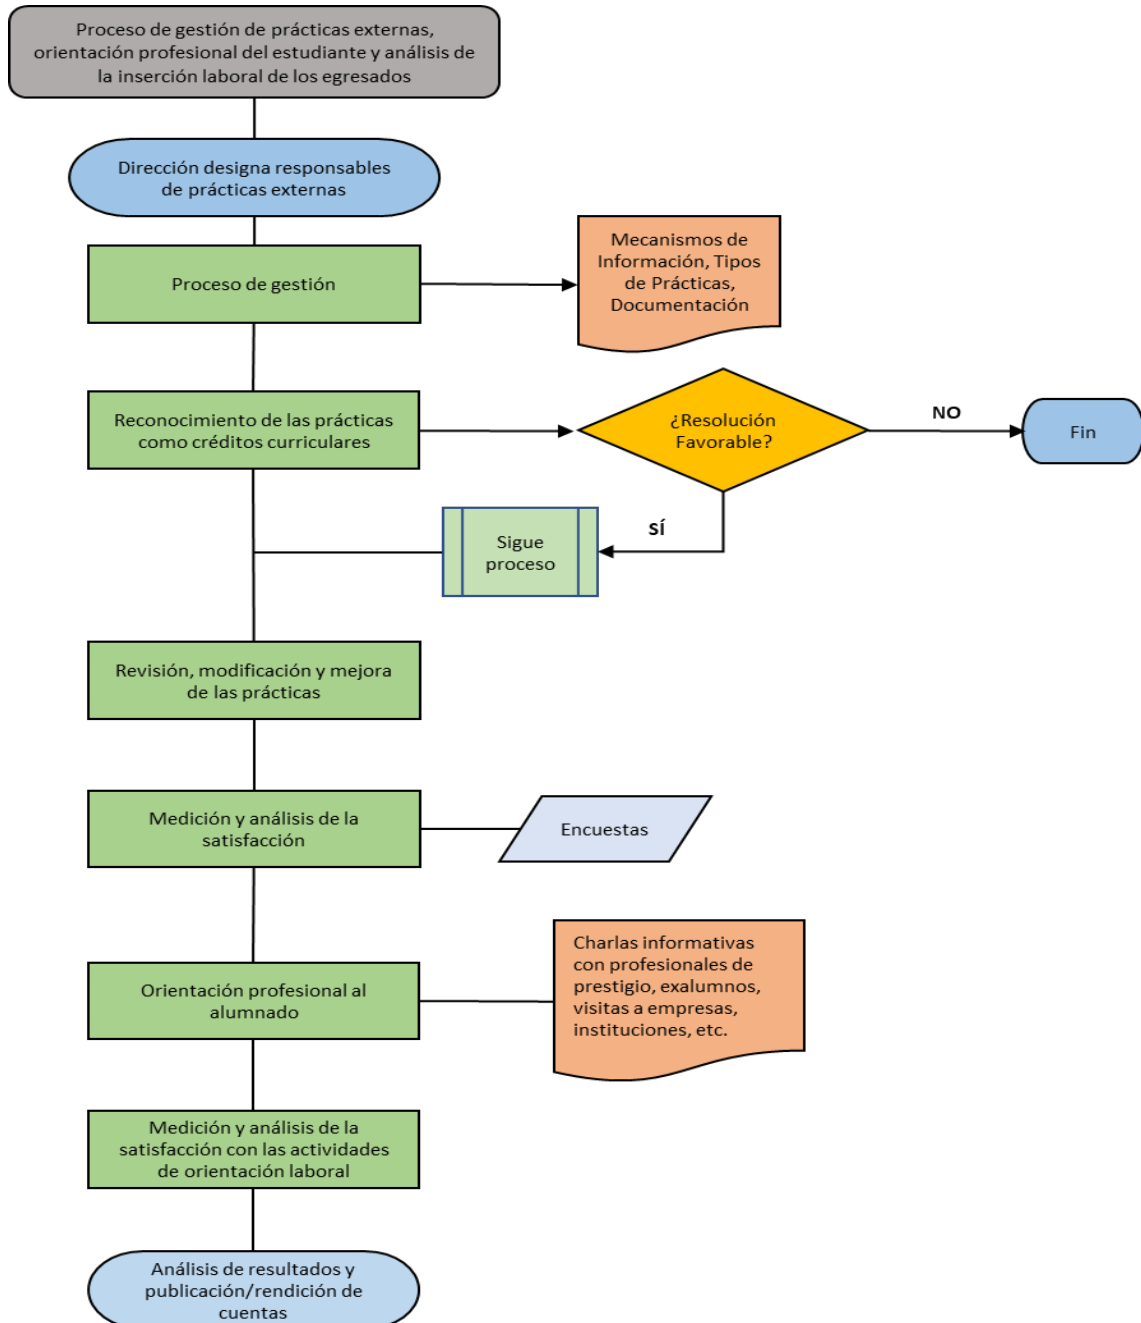 Proceso de gestión de prácticas externas,
orientación profesional del estudiante y análisis de
la inserción laboral de los egresados
Dirección designa responsables
de prácticas externas
Proceso de gestión
Mecanismos de
Información, Tipos
de Prácticas,
Documentación
Reconocimiento de las prácticas
como créditos curriculares
¿Resolución
Favorable?
NO
Fin
SÍ
Sigue
proceso
Revisión, modificación y mejora
de las prácticas
Medición y análisis de la
satisfacción
Encuestas
Orientación profesional al
alumnado
Charlas informativas
con profesionales de
prestigio, exalumnos,
visitas a empresas,
instituciones, etc.
Medición y análisis de la
satisfacción con las actividades
de orientación laboral
Análisis de resultados y
publicación/rendición de
cuentas